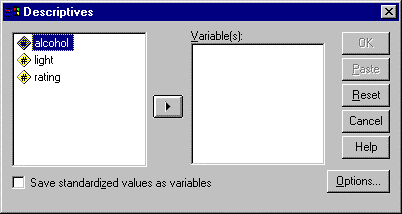 Descriptives
alcohol
light
rating
Variable(s):
OK
Paste
Reset
Cancel
Help
Save standardized values as variables
Options...